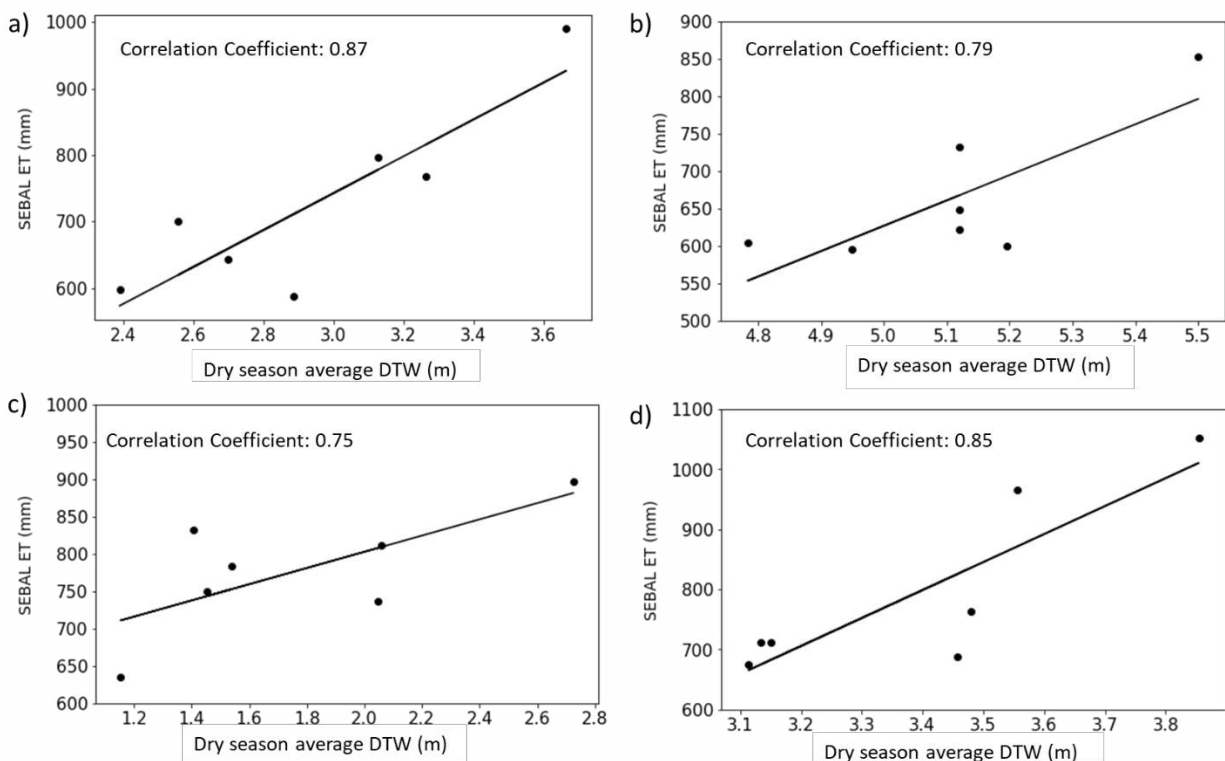 a)
Correlation Coefficient: 0.87
1000
900
800
700
600
SEBAL ET (mm)
2.4 2.6 2.8 3.0 3.2 3.4 3.6
Dry season average DTW (m)
b)
Correlation Coefficient: 0.79
900
850
800
750
700
650
600
550
500
SEBAL ET (mm)
4.8 4.9 5.0 5.1 5.2 5.3 5.4 5.5
Dry season average DTW (m)
c)
Correlation Coefficient: 0.75
1000
950
900
850
800
750
700
650
600
SEBAL ET (mm)
1.2 1.4 1.6 1.8 2.0 2.2 2.4 2.6 2.8
Dry season average DTW (m)
d)
Correlation Coefficient: 0.85
1100
1000
900
800
700
600
SEBAL ET (mm)
3.1 3.2 3.3 3.4 3.5 3.6 3.7 3.8
Dry season average DTW (m)